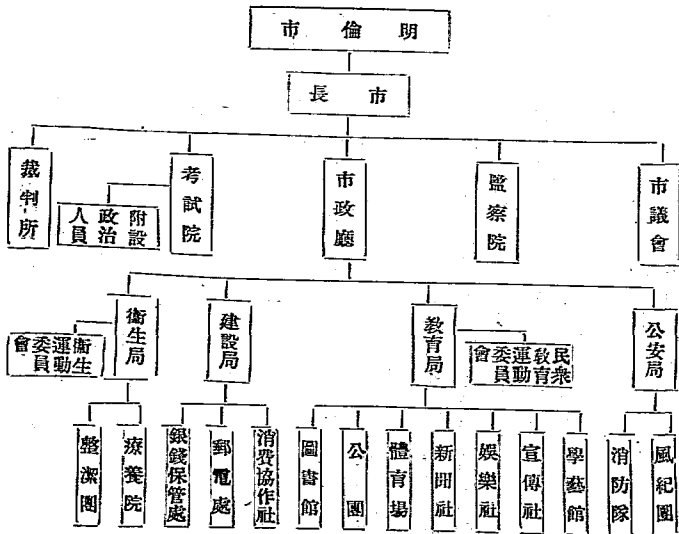 明倫市
市長
市議會
監察院
市政廳
考試院
附設
政治
人員
裁判所
公安局
教育局
民衆
教育
運動
委員
會
建設局
衞生局
衞生
運動
委員
會
風紀團
消防隊
學藝館
宣傳社
娛樂社
新聞社
體育場
公園
圖書館
消費協作社
郵電處
銀錢保管處
療養院
整潔團